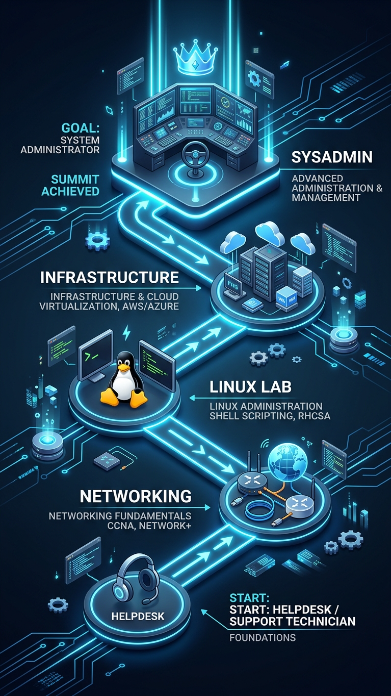 GOAL:
SYSTEM
ADMINISTRATOR
SUMMIT
ACHIEVED
SYSADMIN
ADVANCED
ADMINISTRATION &
MANAGEMENT
INFRASTRUCTURE
INFRASTRUCTURE & CLOUD
VIRTUALIZATION, AWS/AZURE
LINUX LAB
LINUX ADMINISTRATION
SHELL SCRIPTING, RHCSA
NETWORKING
NETWORKING FUNDAMENTALS
CCNA, NETWORK+
HELPDESK
START:
START: HELPDESK /
SUPPORT TECHNICIAN
FOUNDATIONS